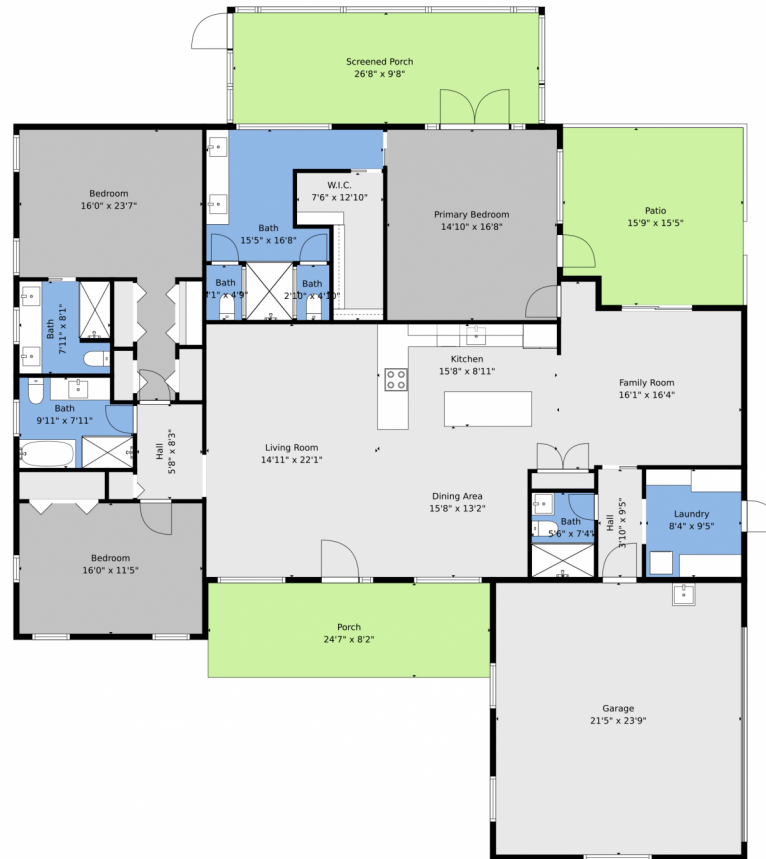 Screened Porch
26'8" x 9'8"
Bedroom
16'0" x 23'7"
W.I.C.
7'6" x 12'10"
Primary Bedroom
14'10" x 16'8"
Patio
15'9" x 15'5"
Bath
15'5" x 16'8"
Bath
'1" x 4'9"
Bath
2'10" x 4'10"
Bath
7'11" x 8'1"
Kitchen
15'8" x 8'11"
Family Room
16'1" x 16'4"
Bath
9'11" x 7'11"
Hall
5'8" x 8'3"
Living Room
14'11" x 22'1"
Dining Area
15'8" x 13'2"
Bath
5'6" x 7'4"
Hall
3'10" x 9'5"
Laundry
8'4" x 9'5"
Bedroom
16'0" x 11'5"
Porch
24'7" x 8'2"
Garage
21'5" x 23'9"